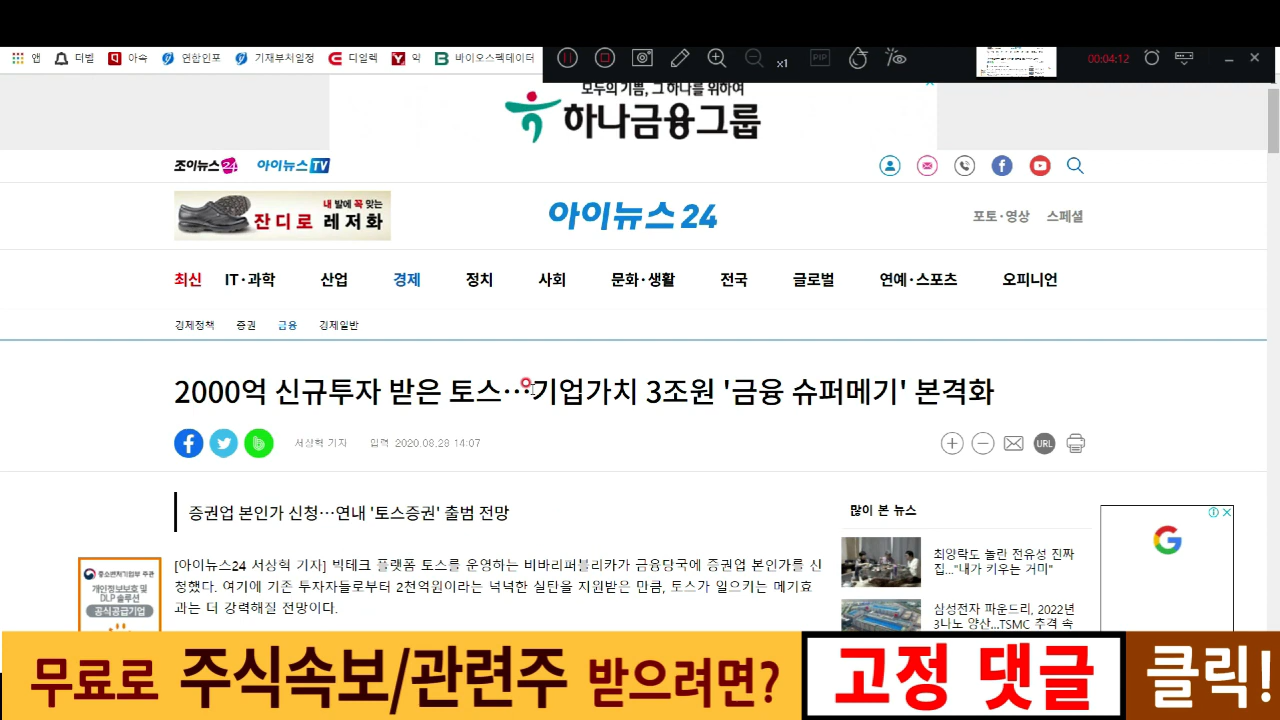 앱 디벨 아속 연합인포 기재부처일정 디일렉 약 바이오스펙데이터
x1 PIP 00:04:12
모두의 기쁨, 그 하나를 위하여
하나금융그룹
조이뉴스24 아이뉴스TV
내 발에 꼭 맞는
잔디로 레저화
아이뉴스24
포토·영상 스페셜
최신 IT·과학 산업 경제 정치 사회 문화·생활 전국 글로벌 연예·스포츠 오피니언
경제정책 증권 금융 경제일반
2000억 신규투자 받은 토스…기업가치 3조원 '금융 슈퍼메기' 본격화
서상혁 기자 입력 2020.08.28 14:07
URL
증권업 본인가 신청…연내 '토스증권' 출범 전망
[아이뉴스24 서상혁 기자] 빅테크 플랫폼 토스를 운영하는 비바리퍼블리카가 금융당국에 증권업 본인가를 신
청했다. 여기에 기존 투자자들로부터 2천억원이라는 넉넉한 실탄을 지원받은 만큼, 토스가 일으키는 메기효
과는 더 강력해질 전망이다.
많이 본 뉴스
최앙락도 놀린 전유성 진짜
집..."내가 키우는 거미"
삼성전자 파운드리, 2022년
3나노 양산...TSMC 추격 속
중소벤처기업부 주관
개인정보보호 및
DLP 솔루션
공식공급기업
무료로 주식속보/관련주 받으려면? 고정 댓글 클릭!